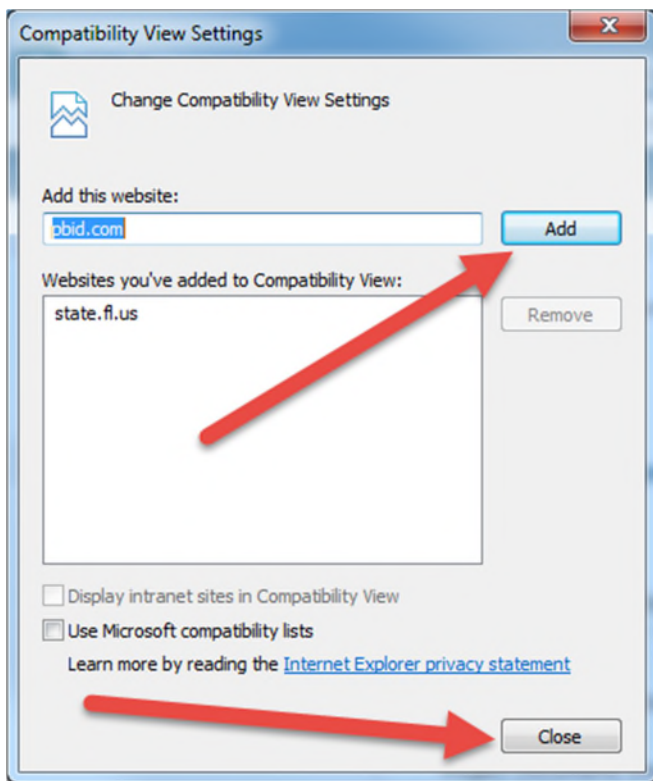 Compatibility View Settings
Change Compatibility View Settings
Add this website:
pbid.com
Add
Websites you've added to Compatibility View:
state.fl.us
Remove
Display intranet sites in Compatibility View
Use Microsoft compatibility lists
Learn more by reading the Internet Explorer privacy statement
Close